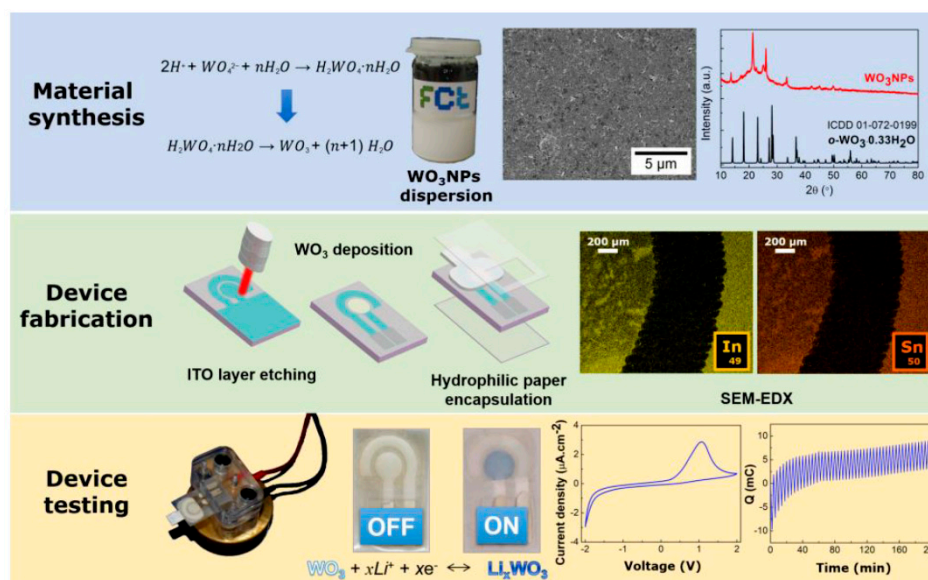 Material
synthesis
2H⁺ + WO₄²⁻ + nH₂O → H₂WO₄·nH₂O
H₂WO₄·nH2O → WO₃ + (n+1) H₂O
FCt
WO₃NPs
dispersion
5 µm
Intensity (a.u.)
WO₃NPs
ICDD 01-072-0199
o-WO₃ 0.33H₂O
10 20 30 40 50 60 70 80
2θ (°)
Device
fabrication
WO₃ deposition
ITO layer etching
Hydrophilic paper
encapsulation
200 µm
In
49
200 µm
Sn
50
SEM-EDX
Device
testing
OFF
ON
WO₃ + xLi⁺ + xe⁻ ↔ LiₓWO₃
Current density (µA.cm⁻²)
4
2
0
-2
-4
-2 -1 0 1 2
Voltage (V)
Q (mC)
10
5
0
-5
-10
0 40 80 120 160
Time (min)